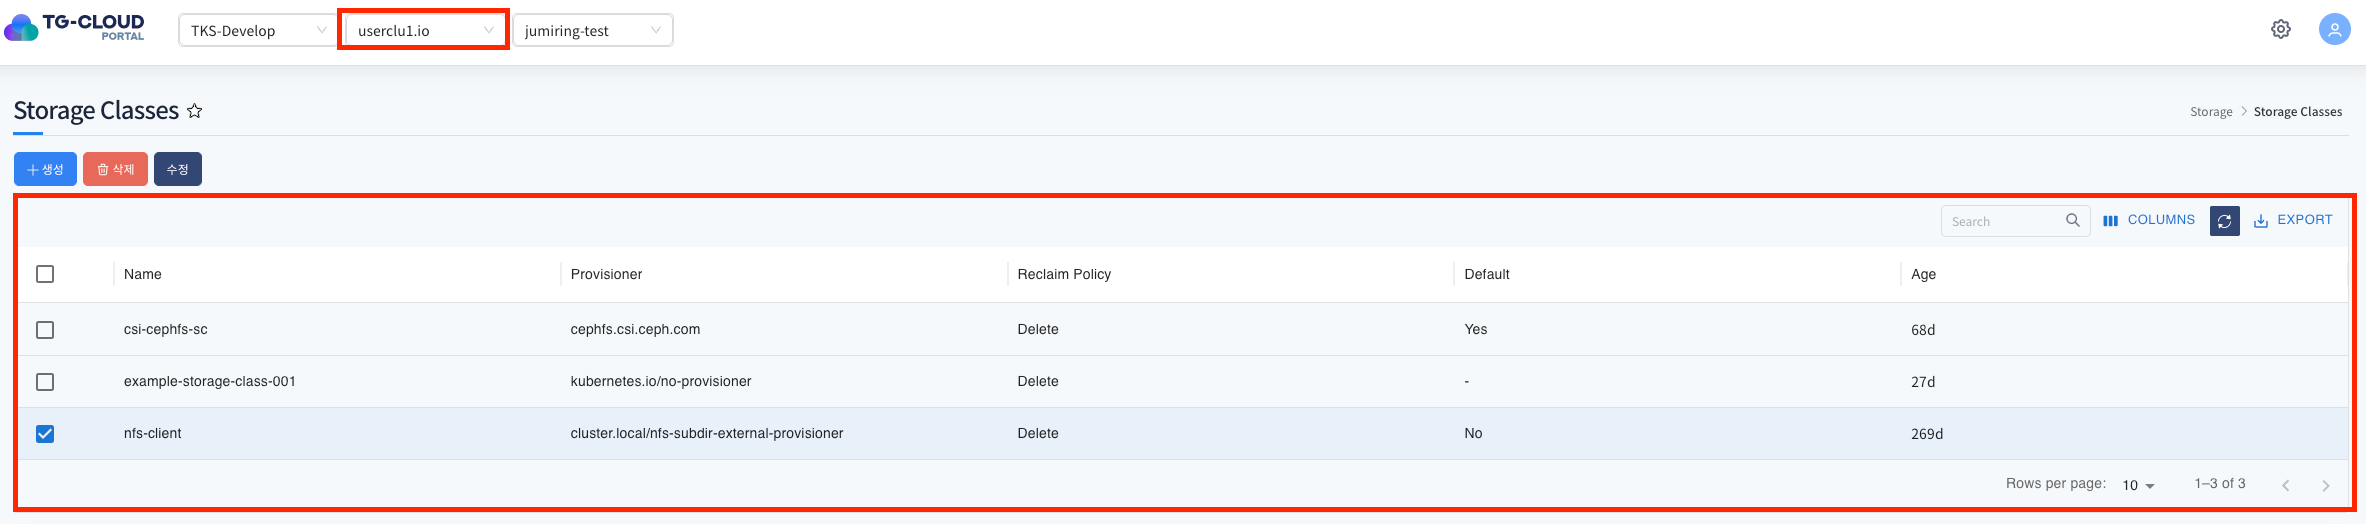 TG-CLOUD
PORTAL
TKS-Develop
userclu1.io
jumiring-test
Storage Classes
Storage > Storage Classes
+ 생성
삭제
수정
Search
COLUMNS
EXPORT
Name Provisioner Reclaim Policy Default Age
csi-cephfs-sc cephfs.csi.ceph.com Delete Yes 68d
example-storage-class-001 kubernetes.io/no-provisioner Delete - 27d
nfs-client cluster.local/nfs-subdir-external-provisioner Delete No 269d
Rows per page: 10 1–3 of 3